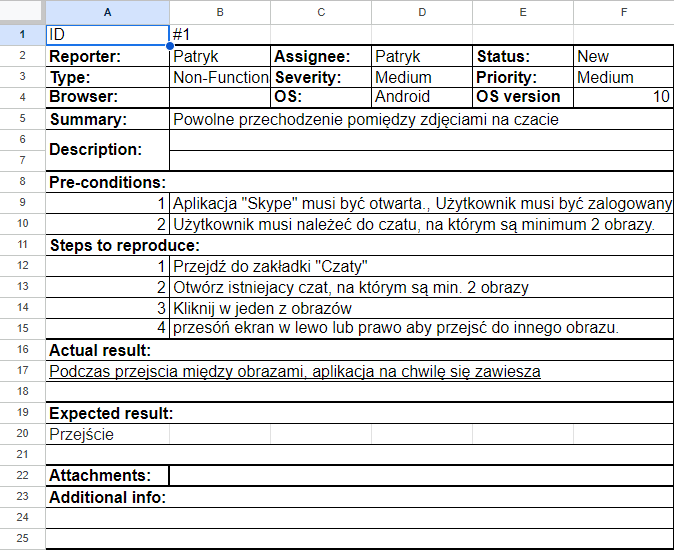 A B C D E F
1 ID #1
2 Reporter: Patryk Assignee: Patryk Status: New
3 Type: Non-Function Severity: Medium Priority: Medium
4 Browser: OS: Android OS version 10
5 Summary: Powolne przechodzenie pomiędzy zdjęciami na czacie
6
Description:
7
8 Pre-conditions:
9 1 Aplikacja "Skype" musi być otwarta., Użytkownik musi być zalogowany
10 2 Użytkownik musi należeć do czatu, na którym są minimum 2 obrazy.
11 Steps to reproduce:
12 1 Przejdź do zakładki "Czaty"
13 2 Otwórz istniejacy czat, na którym są min. 2 obrazy
14 3 Kliknij w jeden z obrazów
15 4 przesóń ekran w lewo lub prawo aby przejsć do innego obrazu.
16 Actual result:
17 Podczas przejscia między obrazami, aplikacja na chwilę się zawiesza
18
19 Expected result:
20 Przejście
21
22 Attachments:
23 Additional info:
24
25